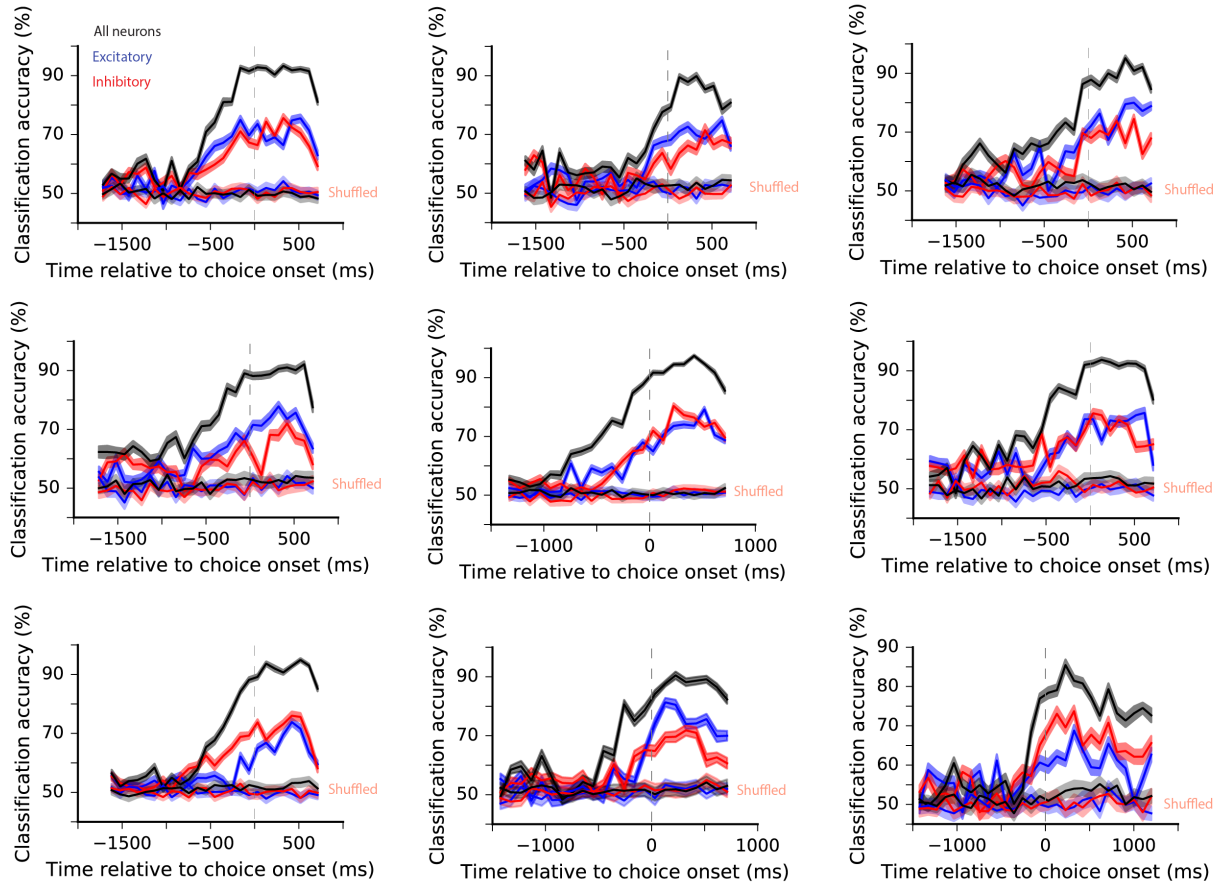 All neurons
Excitatory
Inhibitory
Classification accuracy (%)
90
70
50
Shuffled
−1500 −500 500
Time relative to choice onset (ms)
Classification accuracy (%)
90
70
50
Shuffled
−1500 −500 500
Time relative to choice onset (ms)
Classification accuracy (%)
90
70
50
Shuffled
−1500 −500 500
Time relative to choice onset (ms)
Classification accuracy (%)
90
70
50
Shuffled
−1500 −500 500
Time relative to choice onset (ms)
Classification accuracy (%)
90
70
50
Shuffled
−1000 0 1000
Time relative to choice onset (ms)
Classification accuracy (%)
90
70
50
Shuffled
−1500 −500 500
Time relative to choice onset (ms)
Classification accuracy (%)
90
70
50
Shuffled
−1500 −500 500
Time relative to choice onset (ms)
Classification accuracy (%)
90
70
50
Shuffled
−1000 0 1000
Time relative to choice onset (ms)
Classification accuracy (%)
90
80
70
60
50
Shuffled
−1000 0 1000
Time relative to choice onset (ms)